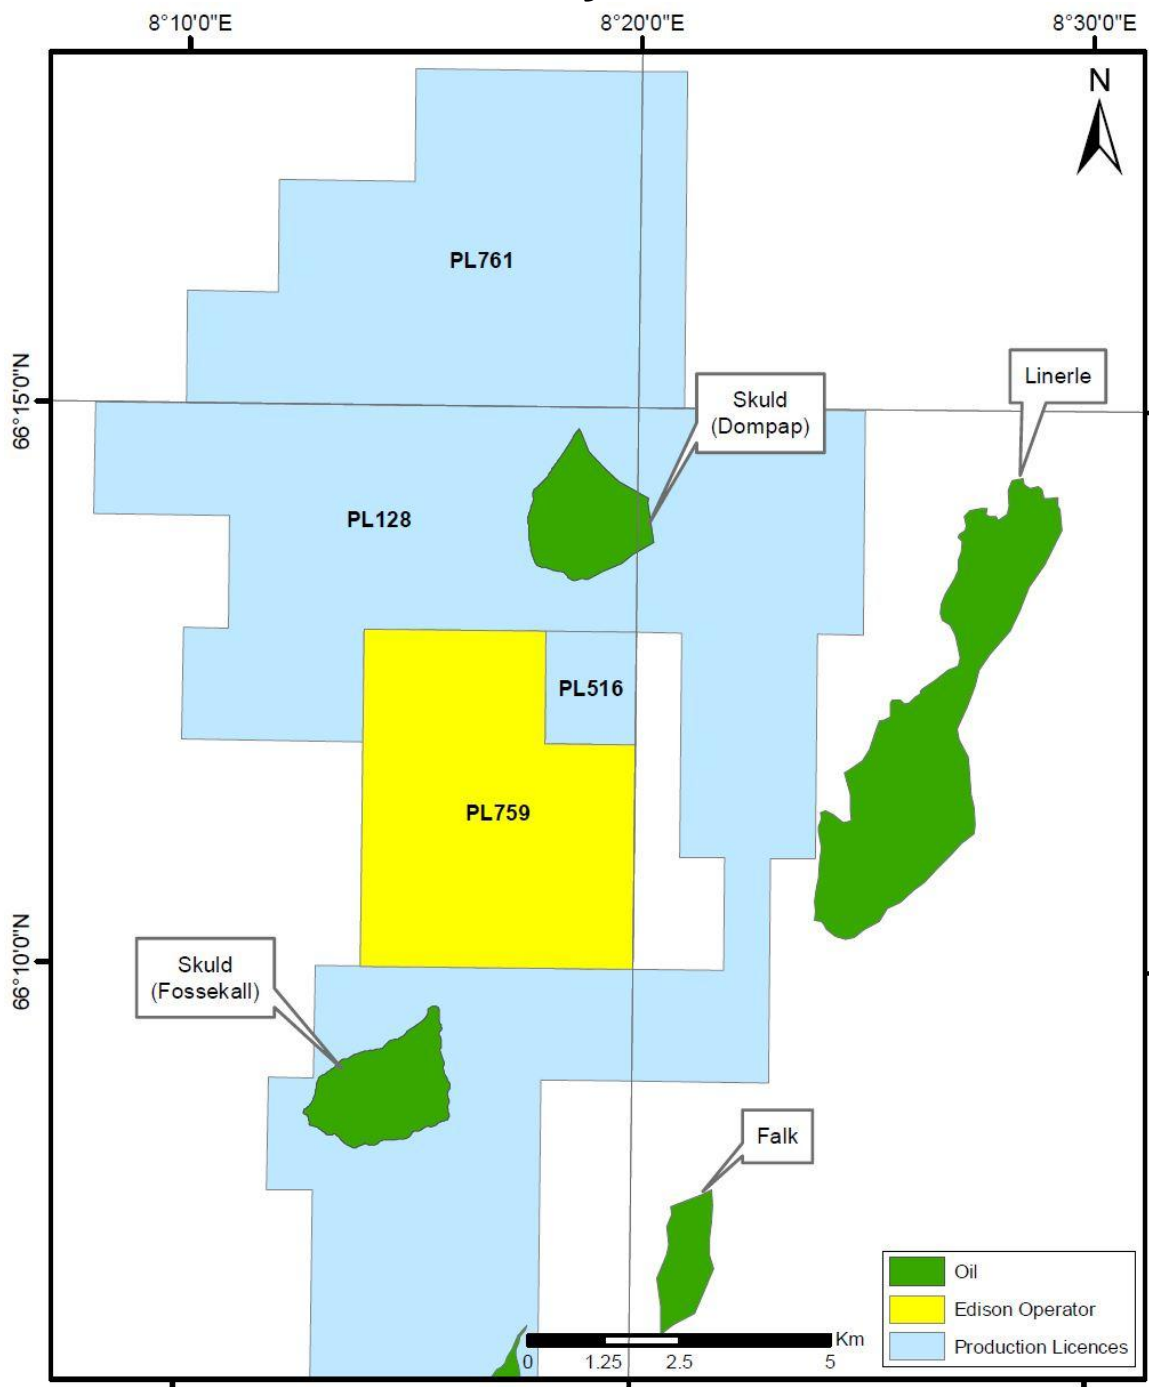 8°10'0"E
8°20'0"E
8°30'0"E
N
PL761
66°15'0"N
Linerle
Skuld
(Dompap)
PL128
PL516
PL759
66°10'0"N
Skuld
(Fossekall)
Falk
Oil
Edison Operator
Production Licences
Km
0 1.25 2.5 5